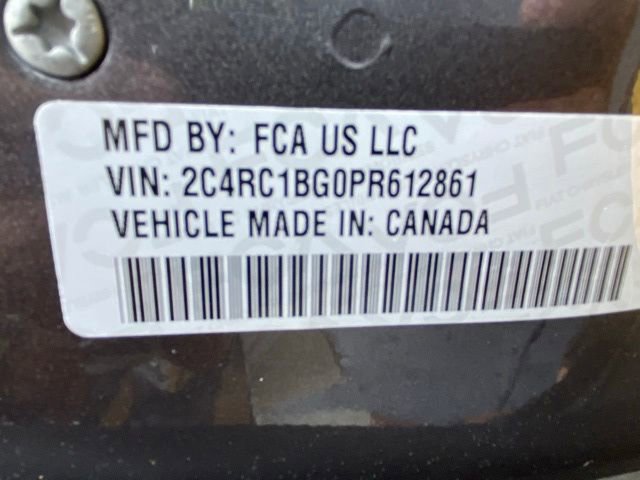 MFD BY: FCA US LLC
VIN: 2C4RC1BG0PR612861
VEHICLE MADE IN: CANADA